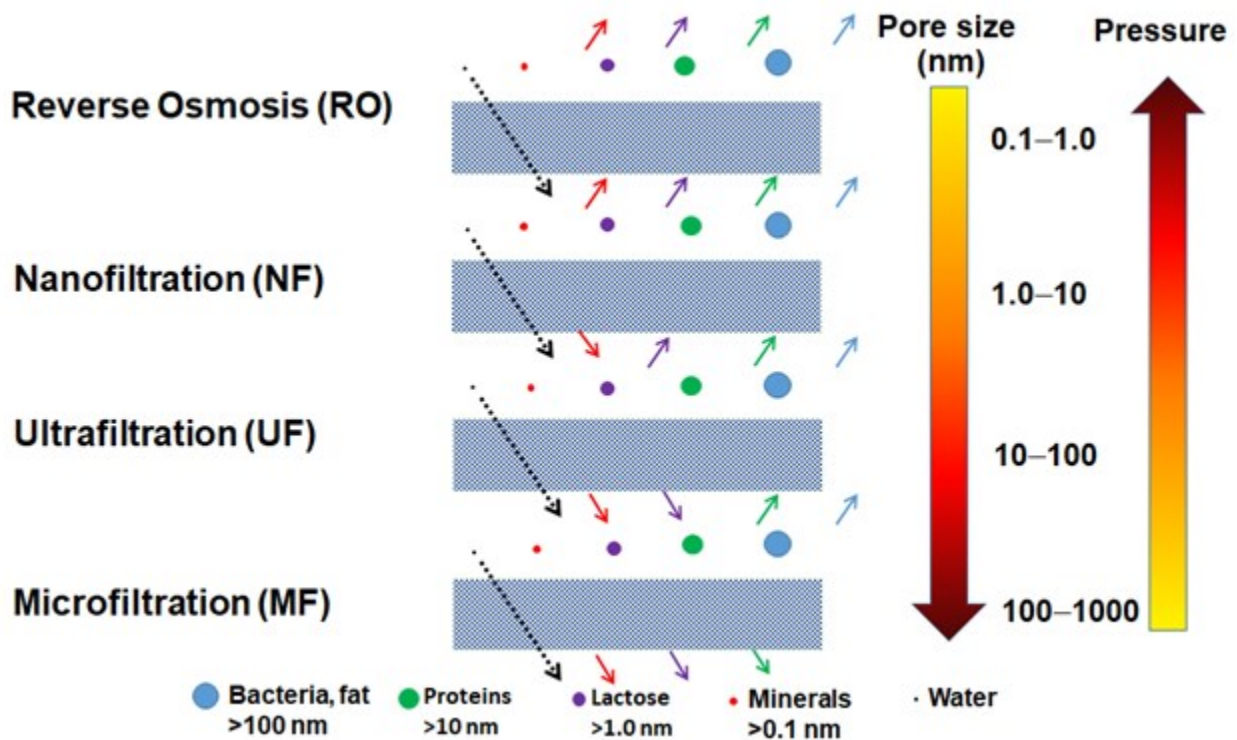 Pore size
(nm)
Pressure
Reverse Osmosis (RO)
0.1–1.0
Nanofiltration (NF)
1.0–10
Ultrafiltration (UF)
10–100
Microfiltration (MF)
100–1000
Bacteria, fat
>100 nm
Proteins
>10 nm
Lactose
>1.0 nm
Minerals
>0.1 nm
Water